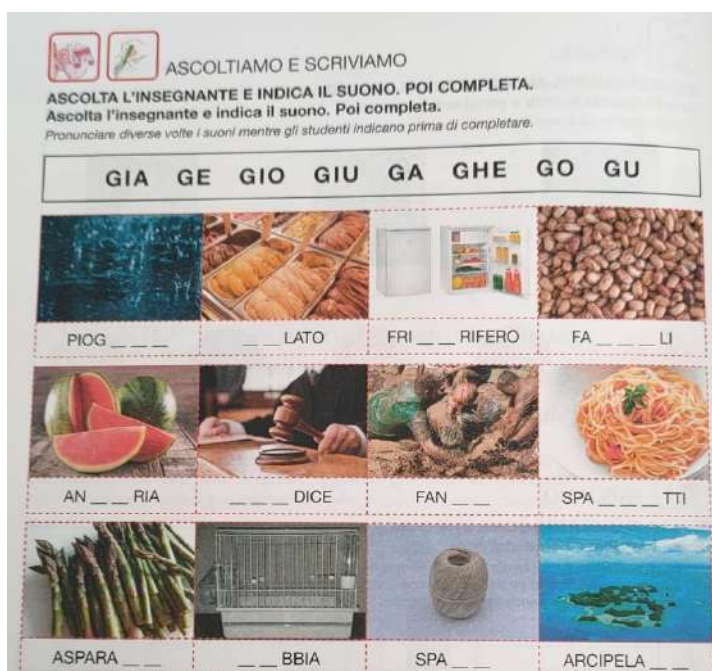 ASCOLTIAMO E SCRIVIAMO
ASCOLTA L'INSEGNANTE E INDICA IL SUONO. POI COMPLETA.
Ascolta l'insegnante e indica il suono. Poi completa.
Pronunciare diverse volte i suoni mentre gli studenti indicano prima di completare.
GIA GE GIO GIU GA GHE GO GU
PIOG _ _ _ _ _ LATO FRI _ _ RIFERO FA _ _ _ LI
AN _ _ RIA _ _ _ DICE FAN _ _ SPA _ _ _ TTI
ASPARA _ _ _ _ BBIA SPA _ _ ARCIPELA _ _